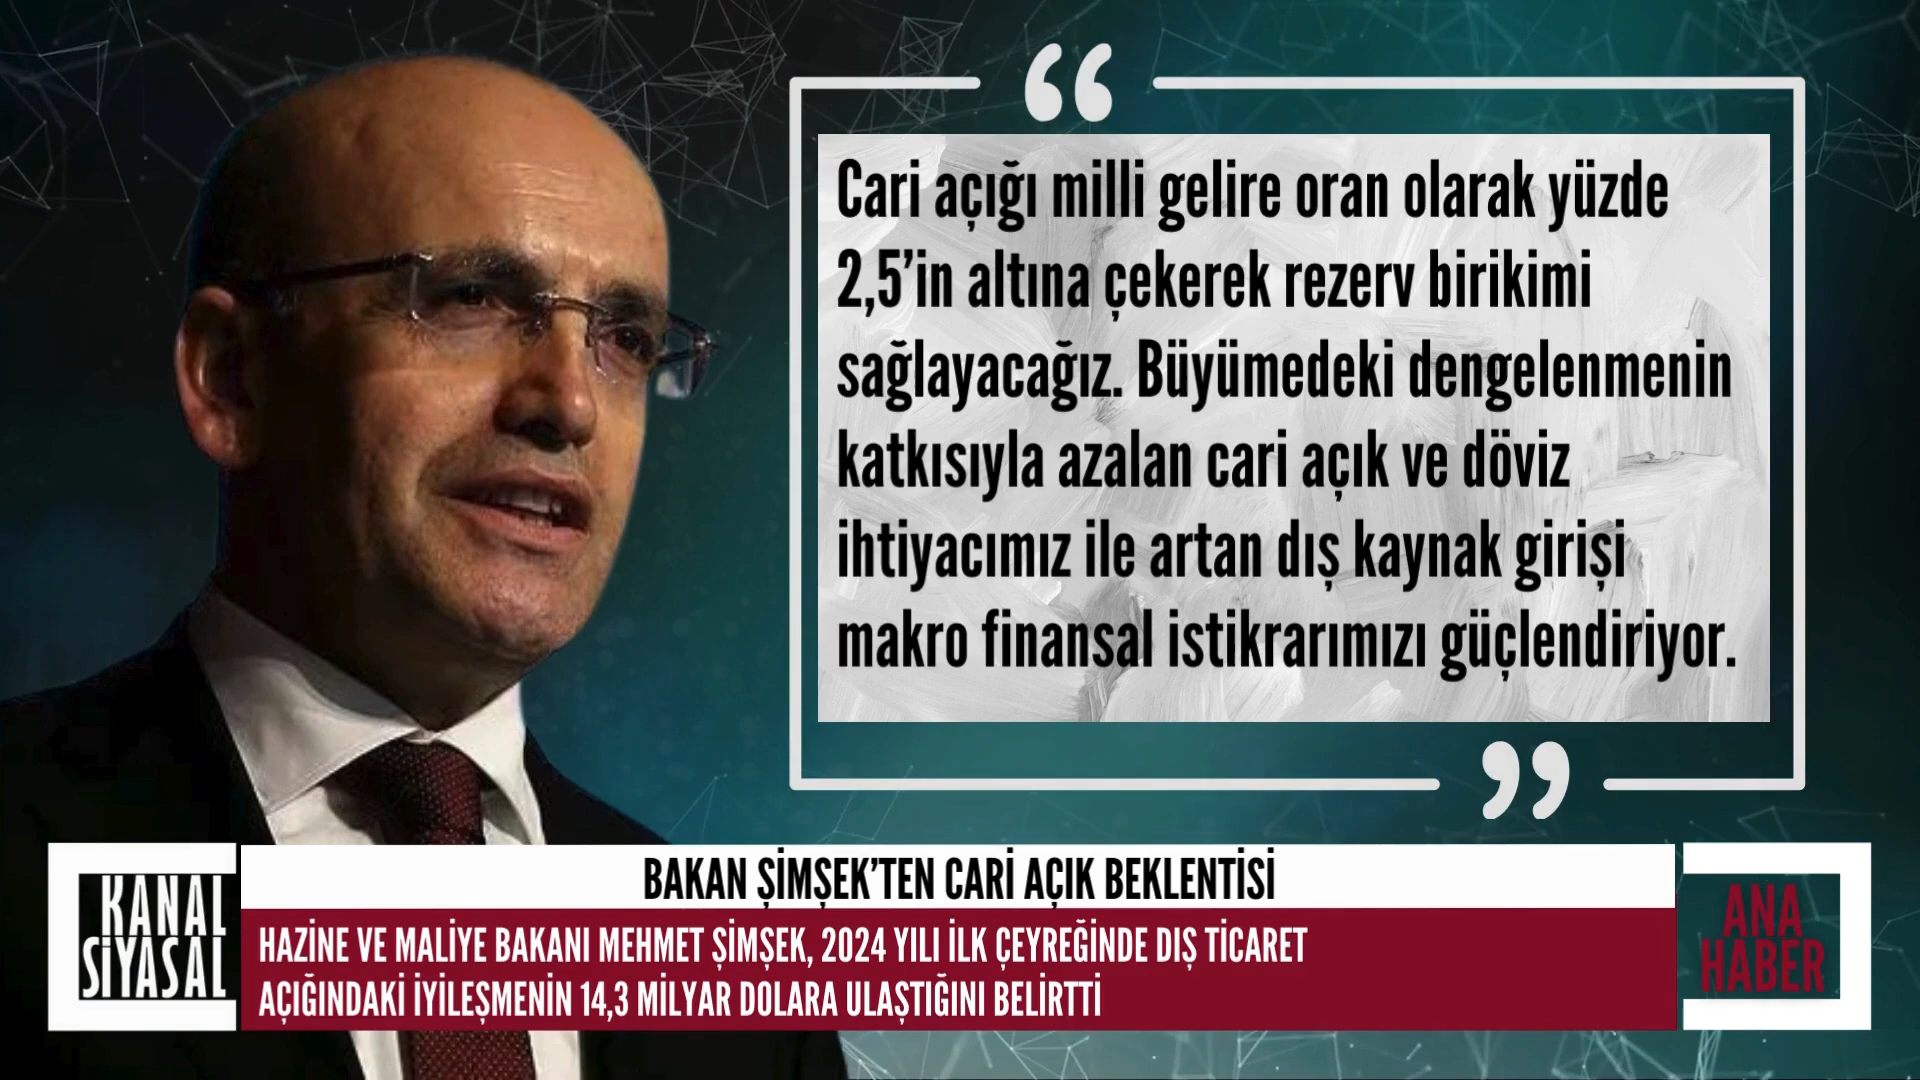 “
Cari açığı milli gelire oran olarak yüzde
2,5’in altına çekerek rezerv birikimi
sağlayacağız. Büyümedeki dengelenmenin
katkısıyla azalan cari açık ve döviz
ihtiyacımız ile artan dış kaynak girişi
makro finansal istikrarımızı güçlendiriyor.
”
BAKAN ŞİMŞEK’TEN CARİ AÇIK BEKLENTİSİ
HAZİNE VE MALİYE BAKANI MEHMET ŞİMŞEK, 2024 YILI İLK ÇEYREĞİNDE DIŞ TİCARET
AÇIĞINDAKİ İYİLEŞMENİN 14,3 MİLYAR DOLARA ULAŞTIĞINI BELİRTTİ
KANAL
SİYASAL
ANA
HABER